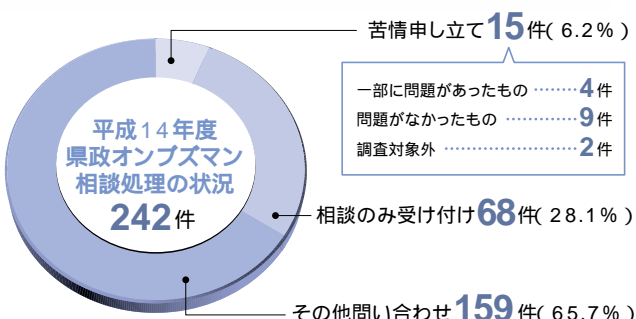 苦情申し立て15件(6.2%)
一部に問題があったもの………4件
問題がなかったもの……………9件
調査対象外………………………2件
平成14年度
県政オンブズマン
相談処理の状況
242件
相談のみ受け付け68件(28.1%)
その他問い合わせ159件(65.7%)